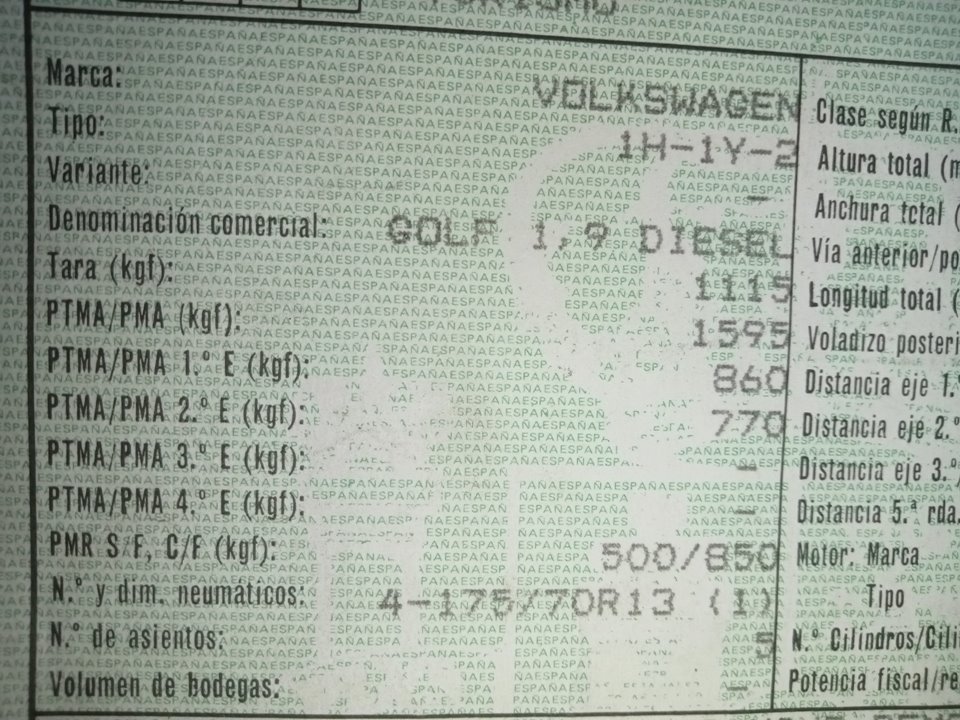 TURISMO
Marca: VOLKSWAGEN
Tipo: 1H-1Y-2
Variante: -
Denominación comercial: GOLF 1,9 DIESEL
Tara (kgf): 1115
PTMA/PMA (kgf): 1595
PTMA/PMA 1.º E (kgf): 860
PTMA/PMA 2.º E (kgf): 770
PTMA/PMA 3.º E (kgf): -
PTMA/PMA 4.º E (kgf): -
PMR S/F, C/F (kgf): 500/850
N.º y dim. neumáticos: 4-175/70R13 (I)
N.º de asientos: 5
Volumen de bodegas: -
Clase según R.
Altura total (m
Anchura total (
Vía anterior/po
Longitud total (
Voladizo posteri
Distancia eje 1.º
Distancia eje 2.º
Distancia eje 3.º
Distancia 5.ª rda.
Motor: Marca
Tipo
N.º Cilindros/Cili
Potencia fiscal/re